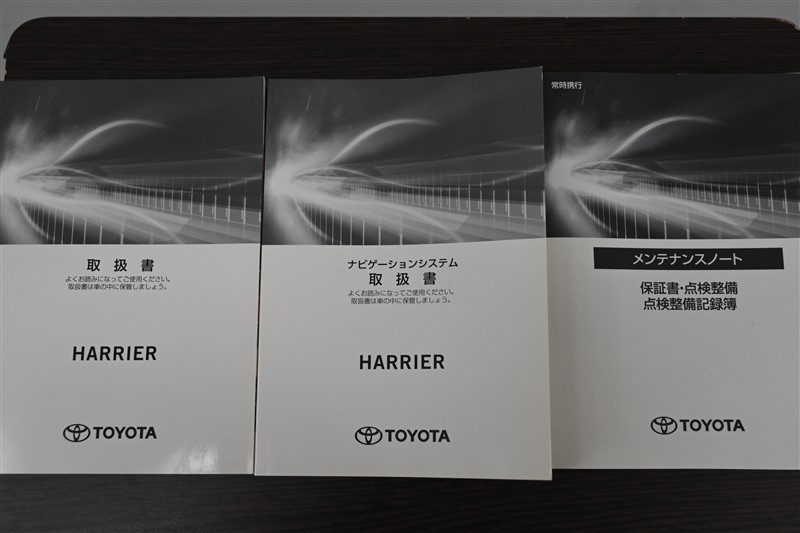 取扱書
よくお読みになってご使用ください。
取扱書は車の中に保管しましょう。
HARRIER
TOYOTA
ナビゲーションシステム
取扱書
よくお読みになってご使用ください。
取扱書は車の中に保管しましょう。
HARRIER
TOYOTA
常時携行
メンテナンスノート
保証書・点検整備
点検整備記録簿
TOYOTA